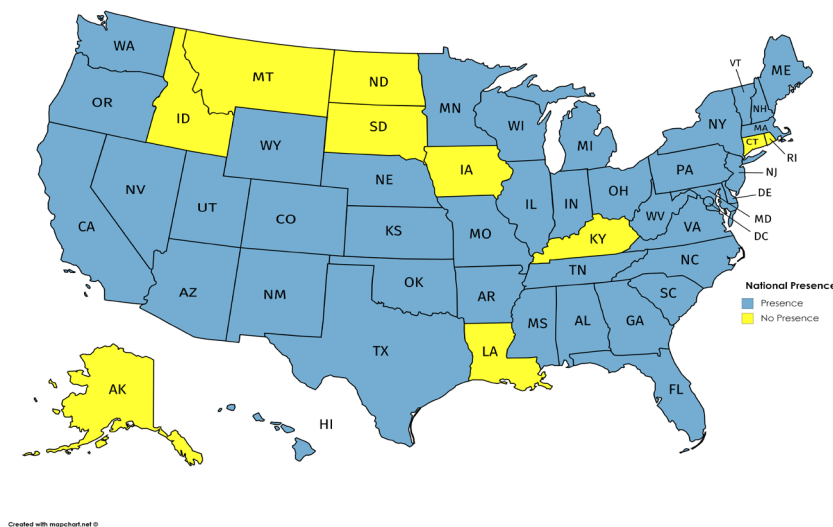 WA
MT
ND
ME
VT
OR
ID
MN
NH
SD
WI
NY
MA
WY
MI
CT
IA
RI
NE
PA
NJ
NV
OH
DE
UT
IL
IN
CO
WV
MD
CA
KS
MO
VA
DC
KY
NC
TN
OK
AZ
NM
AR
SC
National Presence
Presence
No Presence
MS
AL
GA
TX
LA
AK
FL
HI
Created with mapchart.net ©